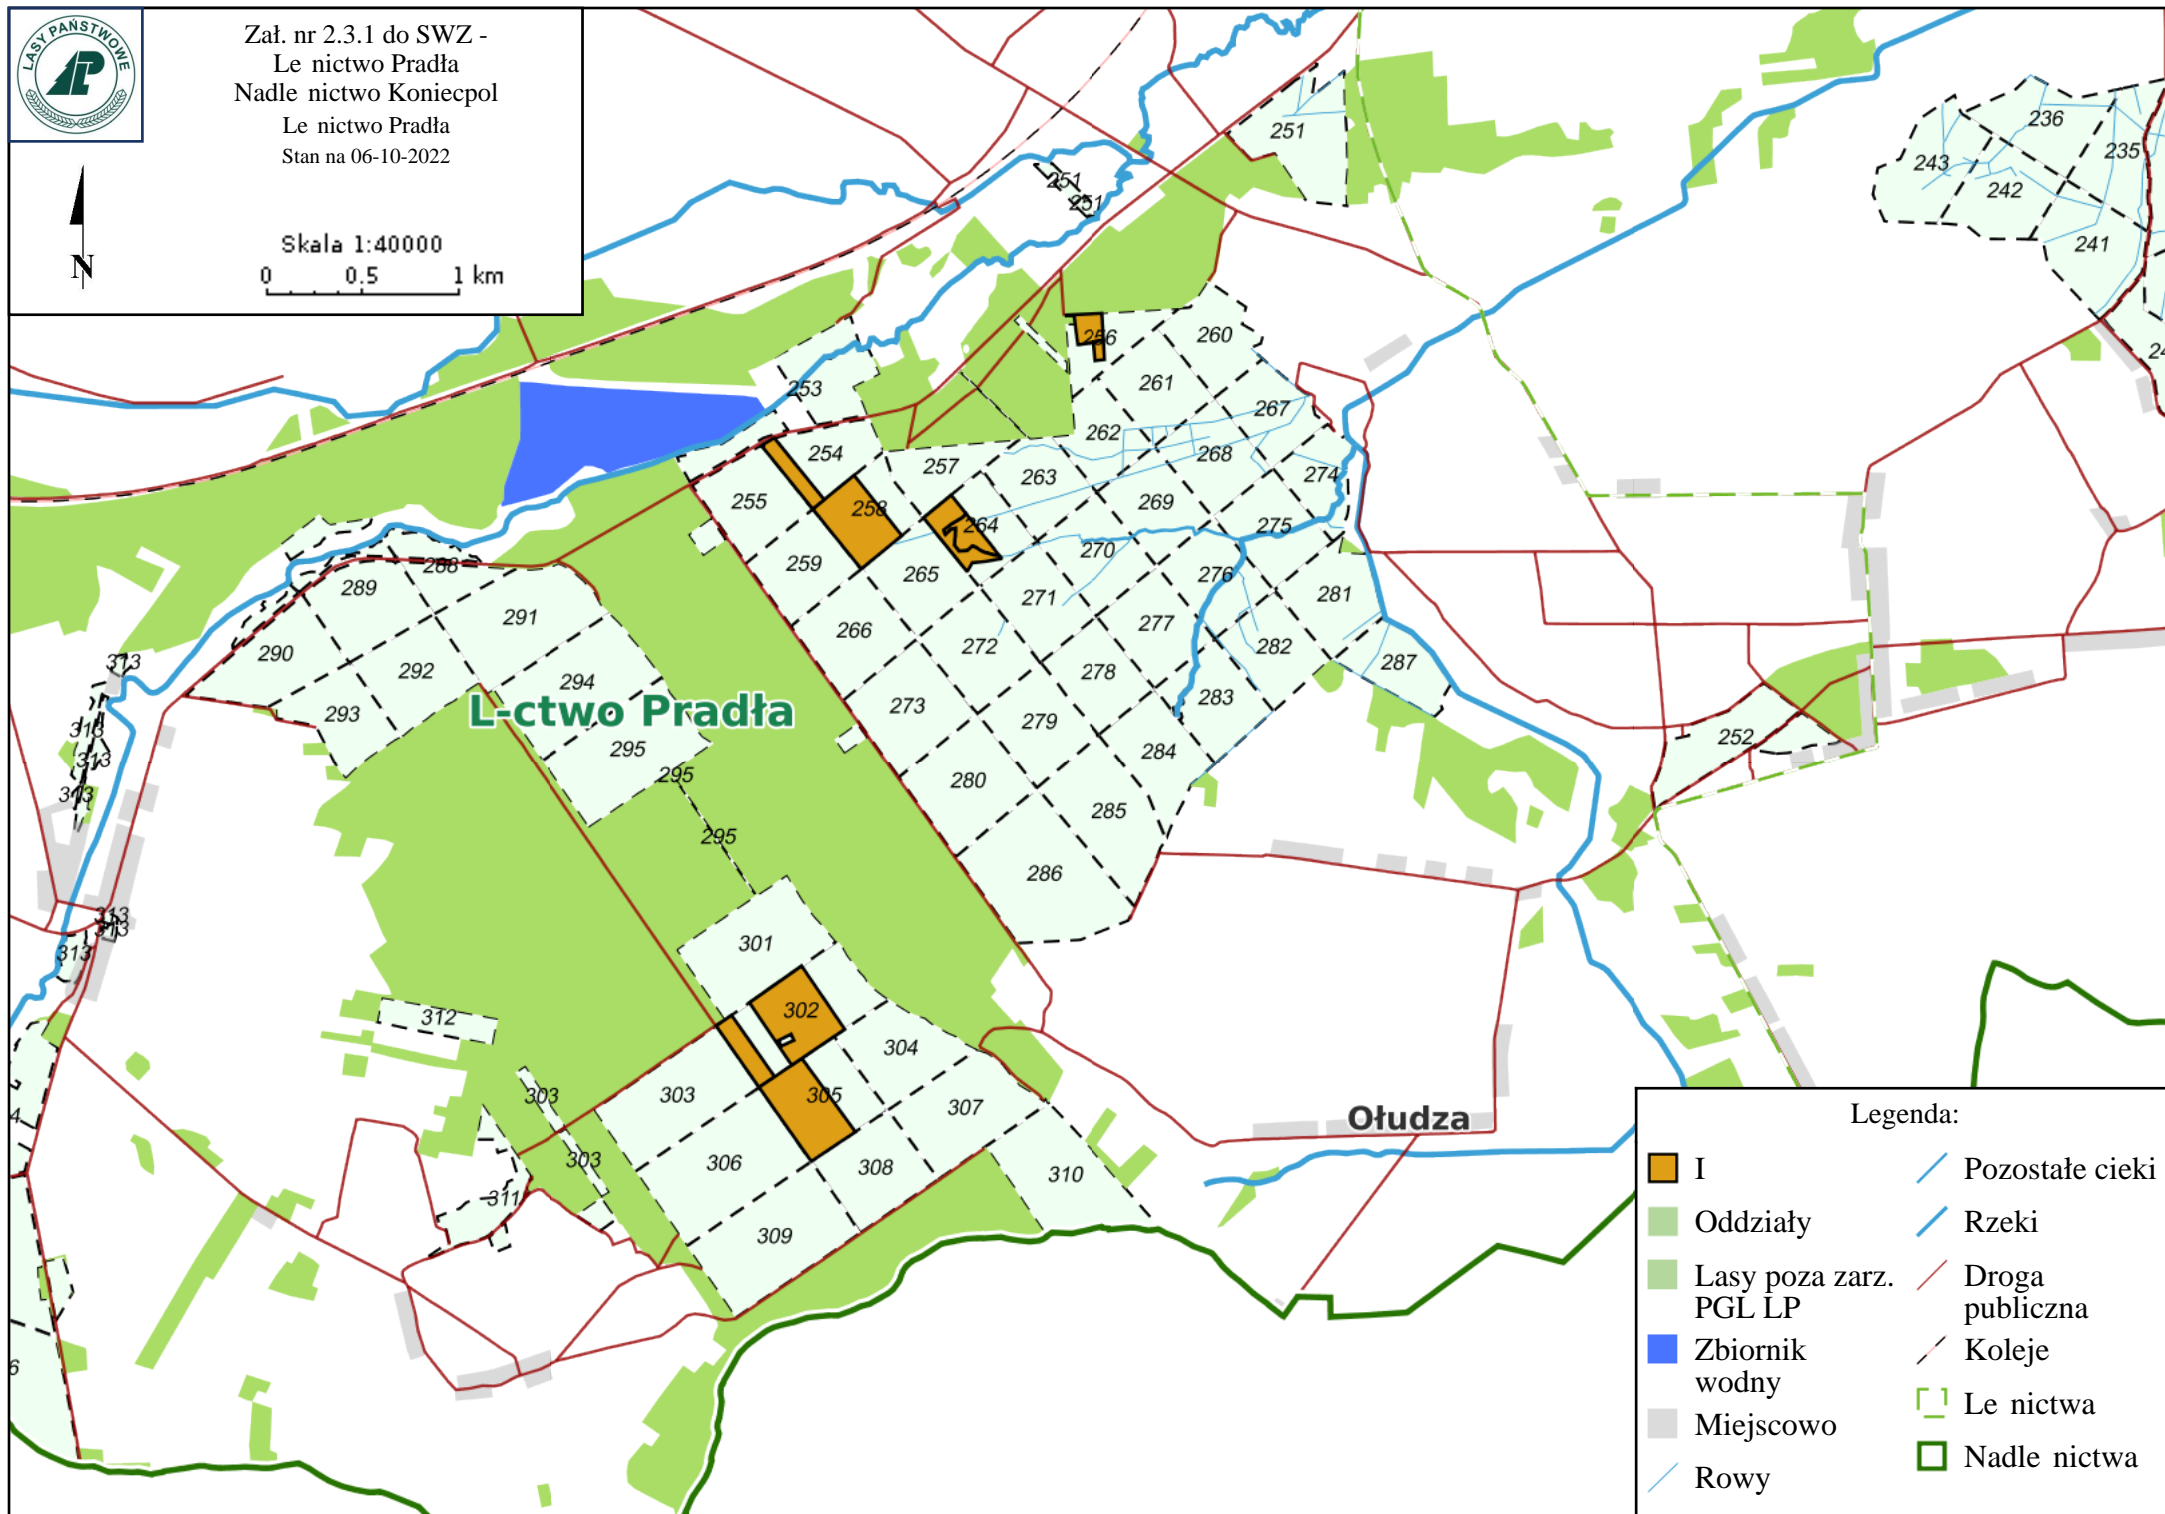 LASY PAŃSTWOWE
Zał. nr 2.3.1 do SWZ -
Le nictwo Pradła
Nadle nictwo Koniecpol
Le nictwo Pradła
Stan na 06-10-2022
N
Skala 1:40000
0 0.5 1 km
251
236
235
243
242
241
24
251
251
256
260
253
261
267
262
254
257
263
268
274
255
258
264
269
275
259
265
270
276
281
288
289
291
271
277
282
266
272
278
287
290
292
294
283
313
293
273
279
284
252
L-ctwo Pradła
313
295
295
280
313
313
295
285
286
313
313
313
301
302
312
304
303
305
307
303
4
306
308
310
303
311
309
6
Ołudza
Legenda:
I
Oddziały
Lasy poza zarz.
PGL LP
Zbiornik
wodny
Miejscowo
Rowy
Pozostałe cieki
Rzeki
Droga
publiczna
Koleje
Le nictwa
Nadle nictwa